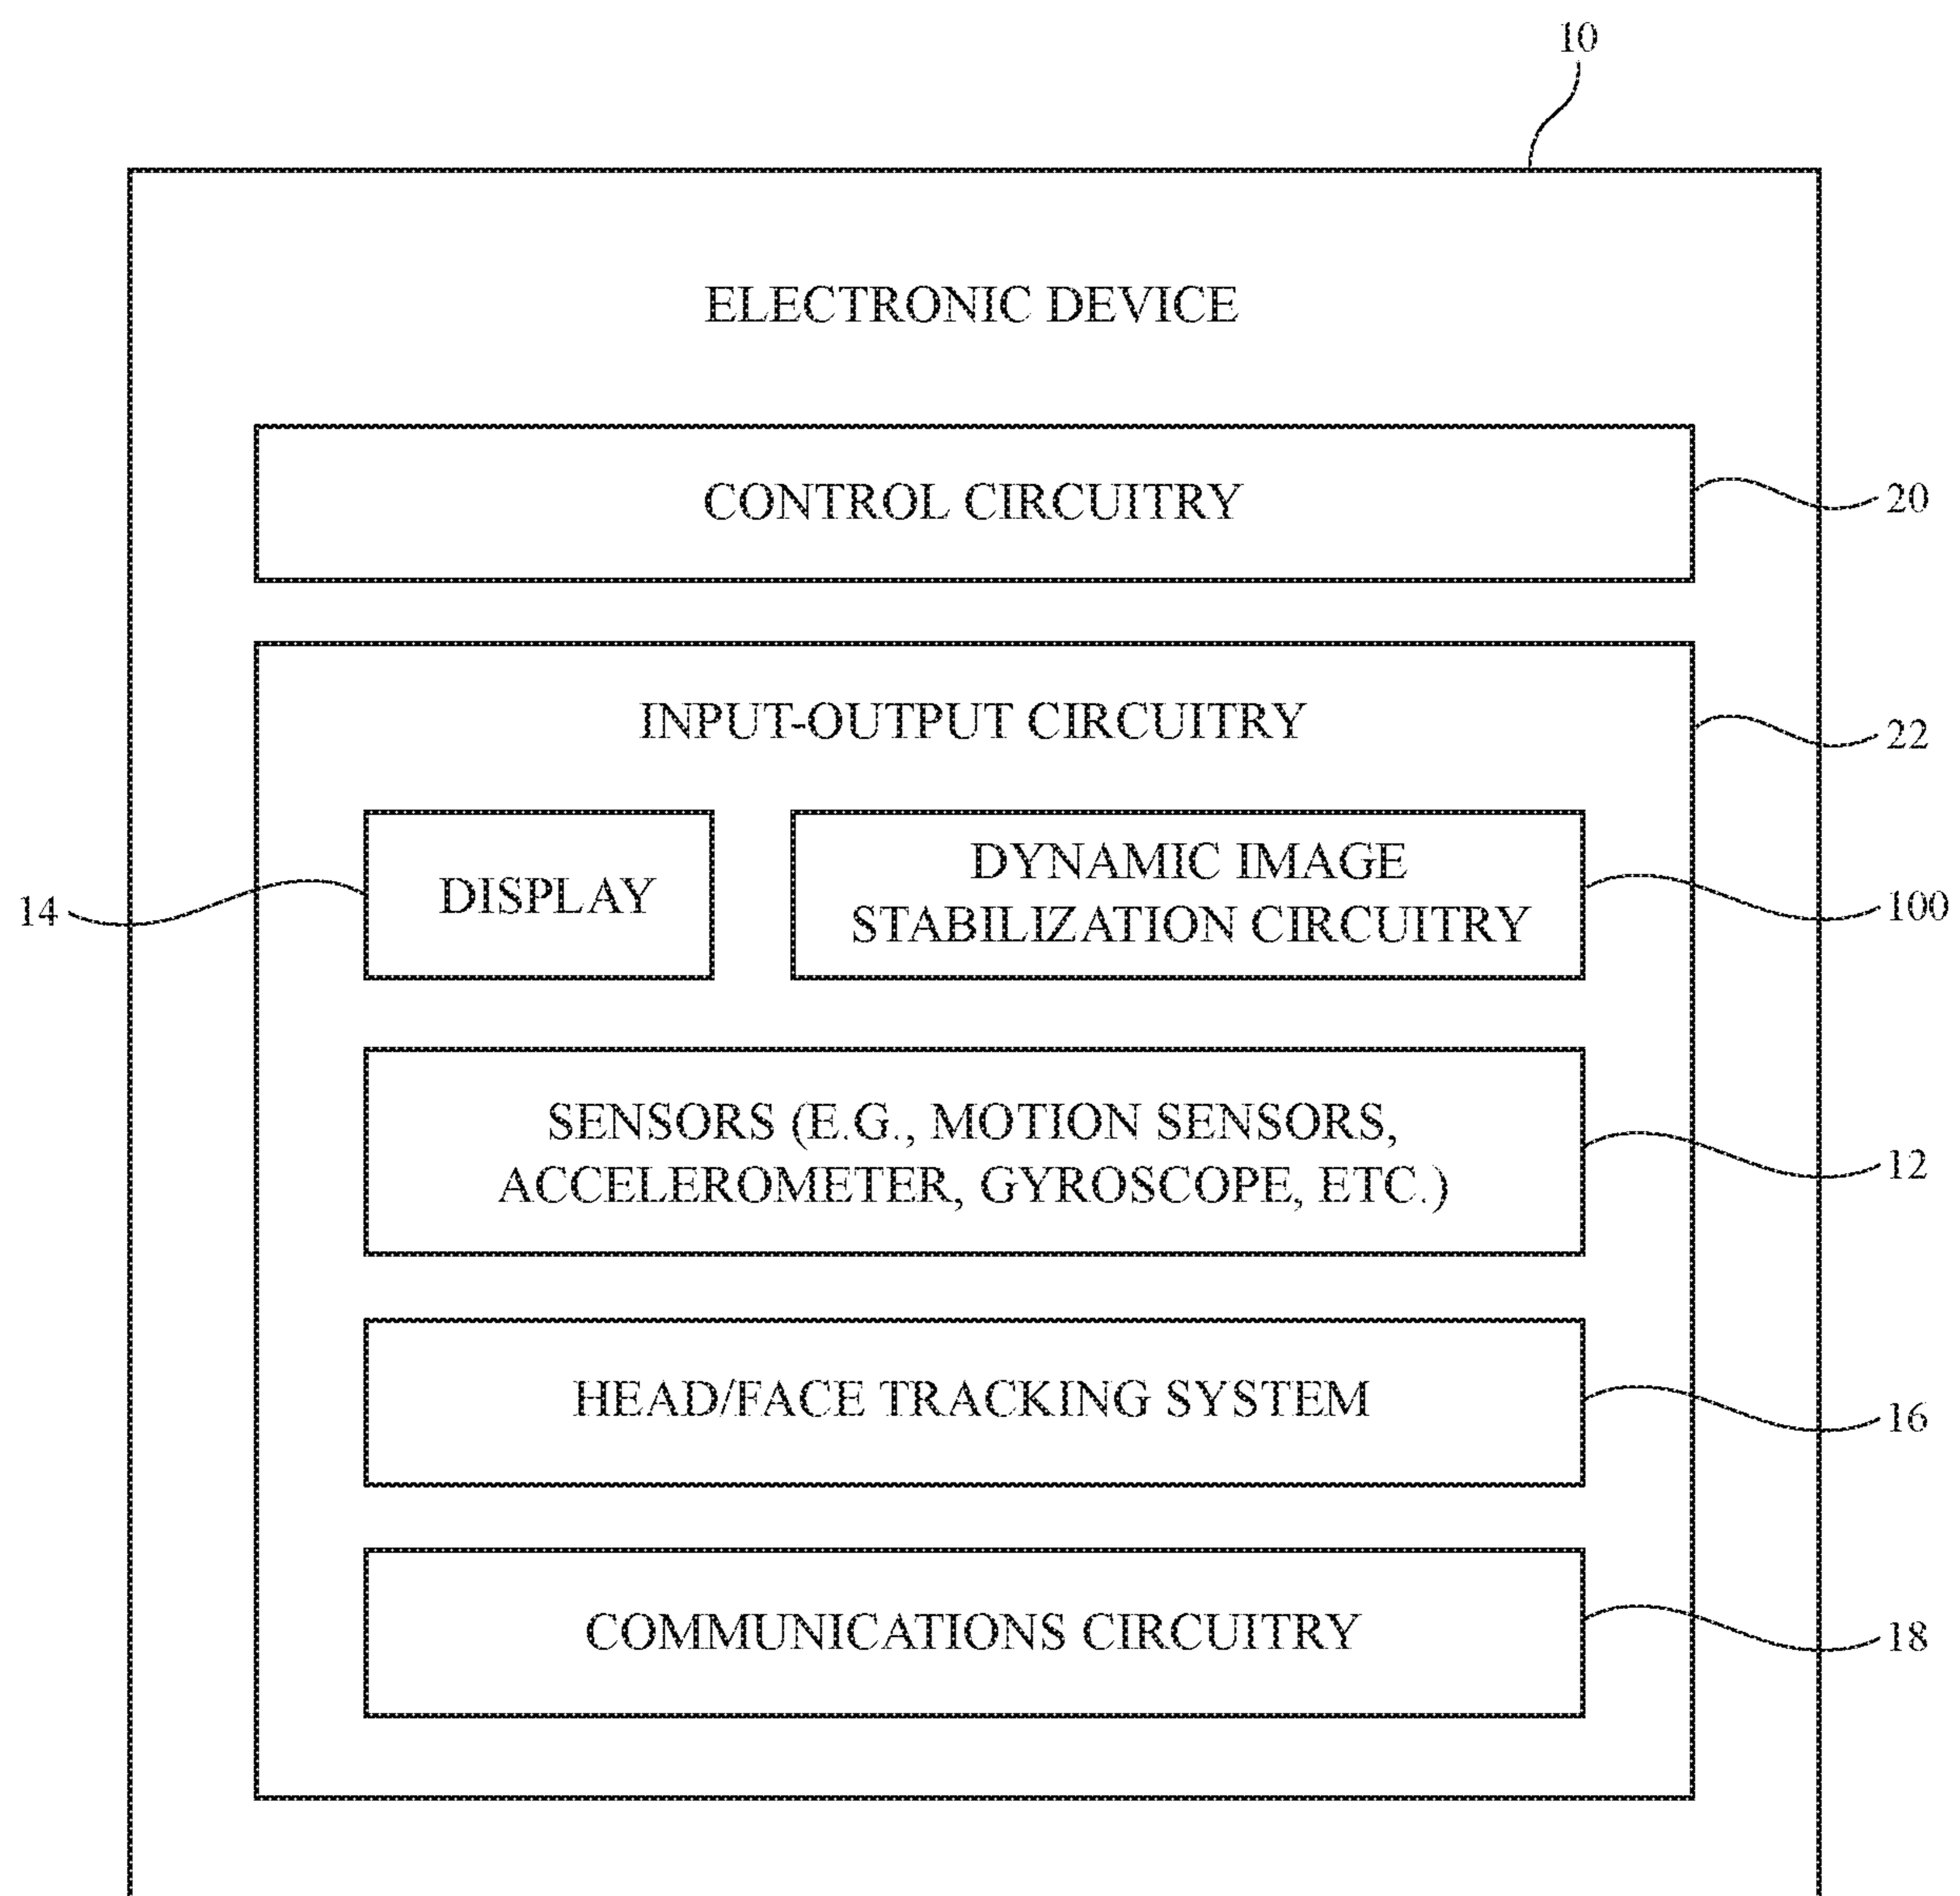 10
ELECTRONIC DEVICE
CONTROL CIRCUITRY
20
INPUT-OUTPUT CIRCUITRY
22
14
DISPLAY
DYNAMIC IMAGE
STABILIZATION CIRCUITRY
100
SENSORS (E.G., MOTION SENSORS,
ACCELEROMETER, GYROSCOPE, ETC.)
12
HEAD/FACE TRACKING SYSTEM
16
COMMUNICATIONS CIRCUITRY
18